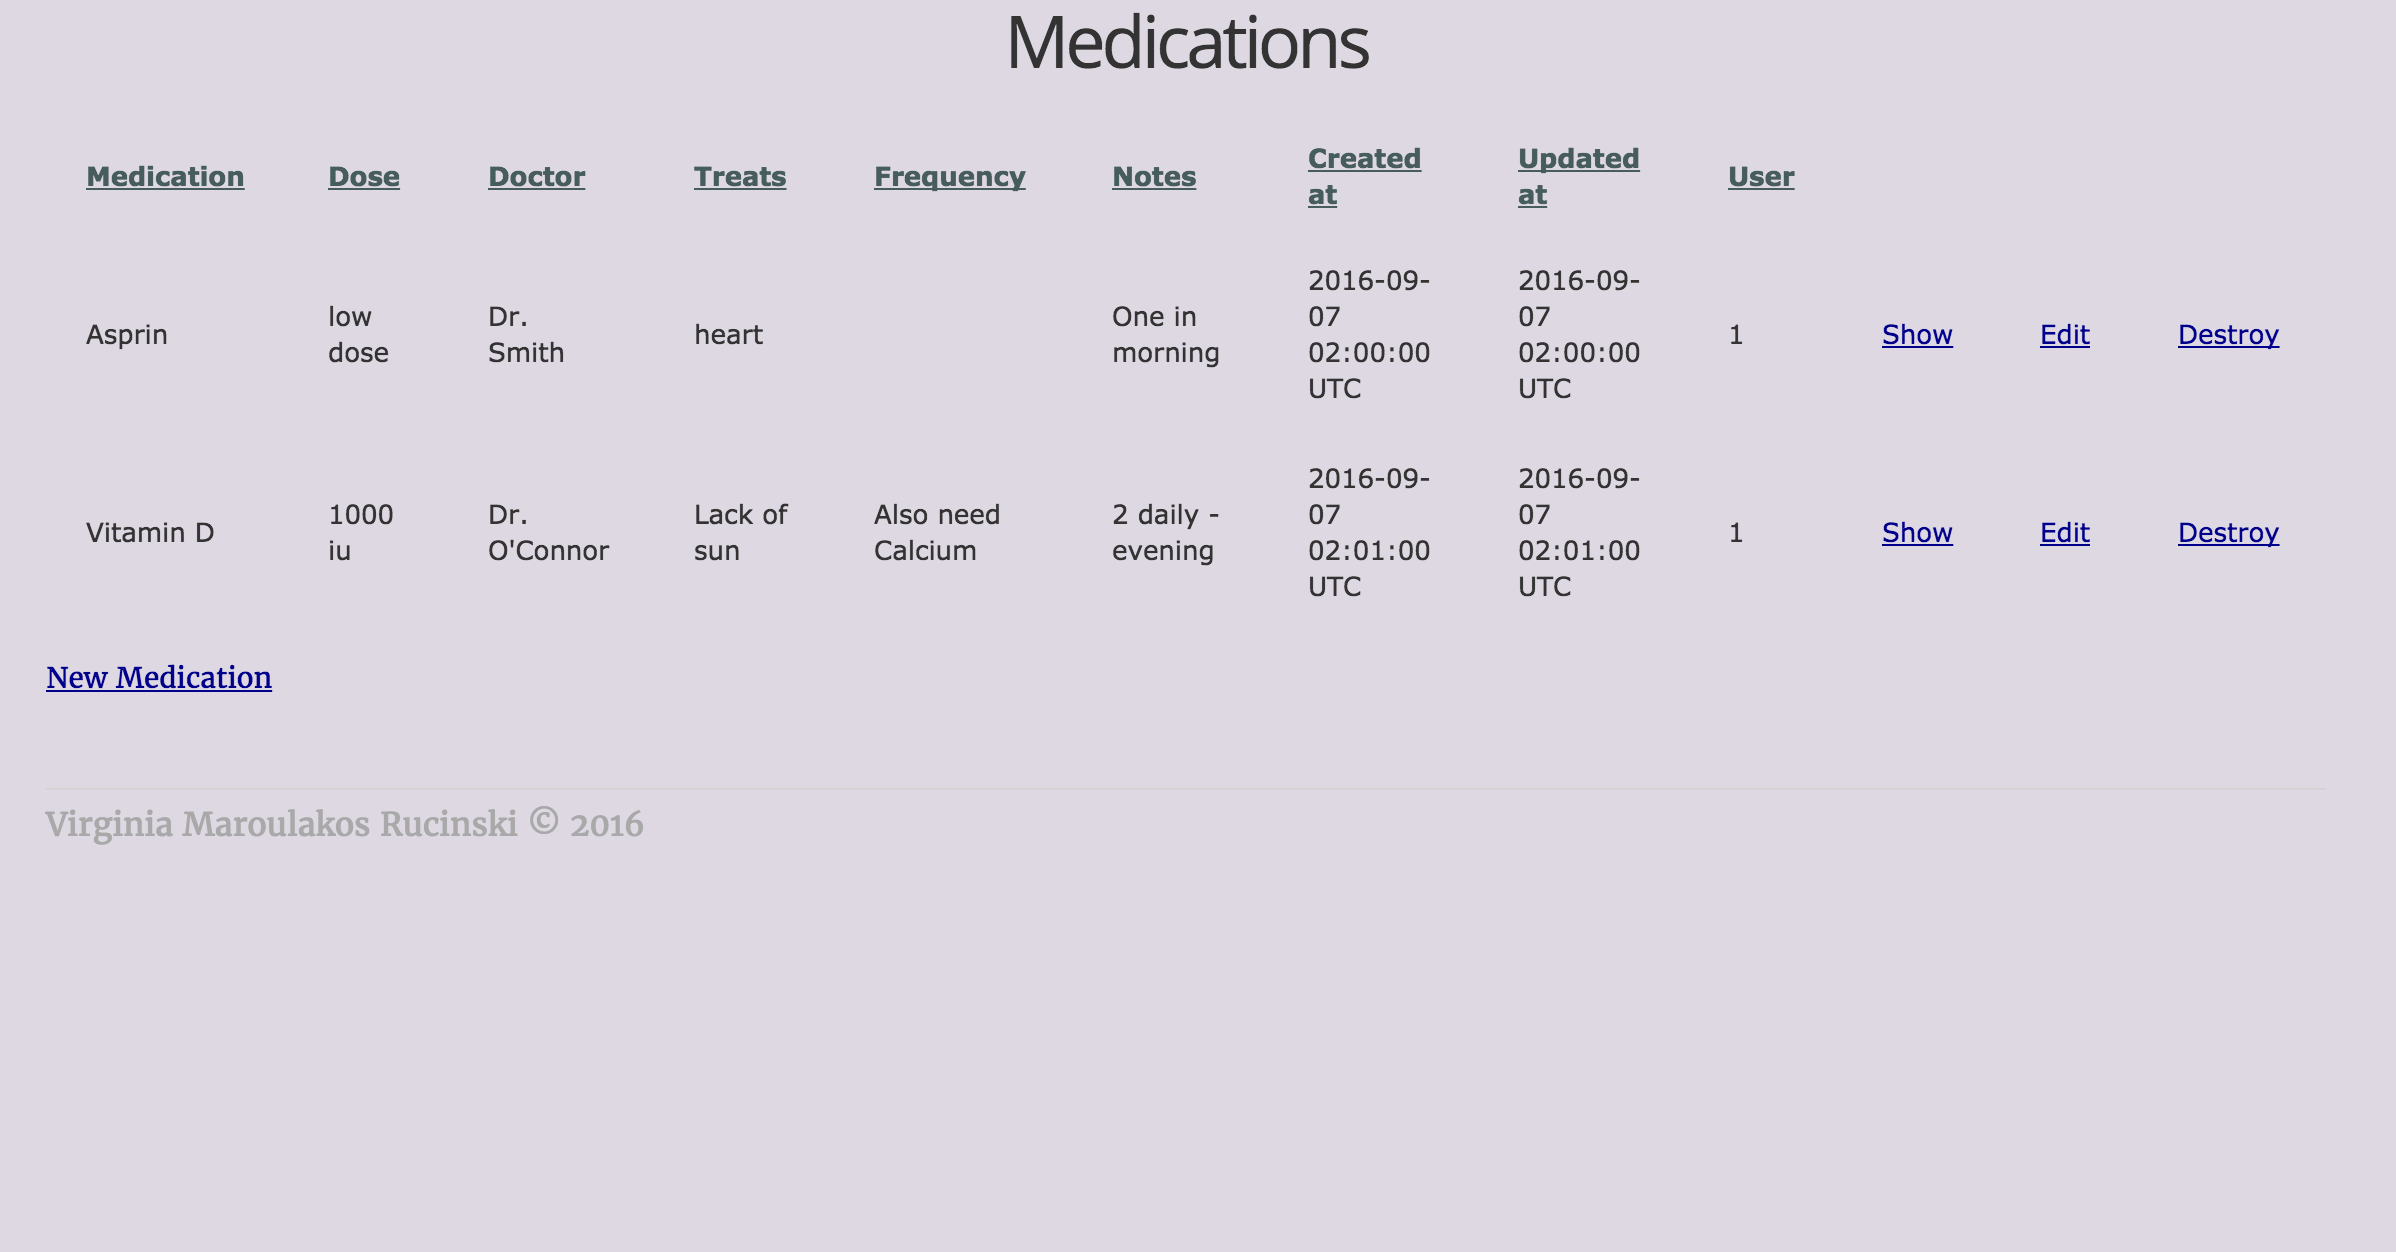 Medications
Medication Dose Doctor Treats Frequency Notes Created at Updated at User
Asprin low dose Dr. Smith heart One in morning 2016-09-07 02:00:00 UTC 2016-09-07 02:00:00 UTC 1 Show Edit Destroy
Vitamin D 1000 iu Dr. O'Connor Lack of sun Also need Calcium 2 daily - evening 2016-09-07 02:01:00 UTC 2016-09-07 02:01:00 UTC 1 Show Edit Destroy
New Medication
Virginia Maroulakos Rucinski © 2016